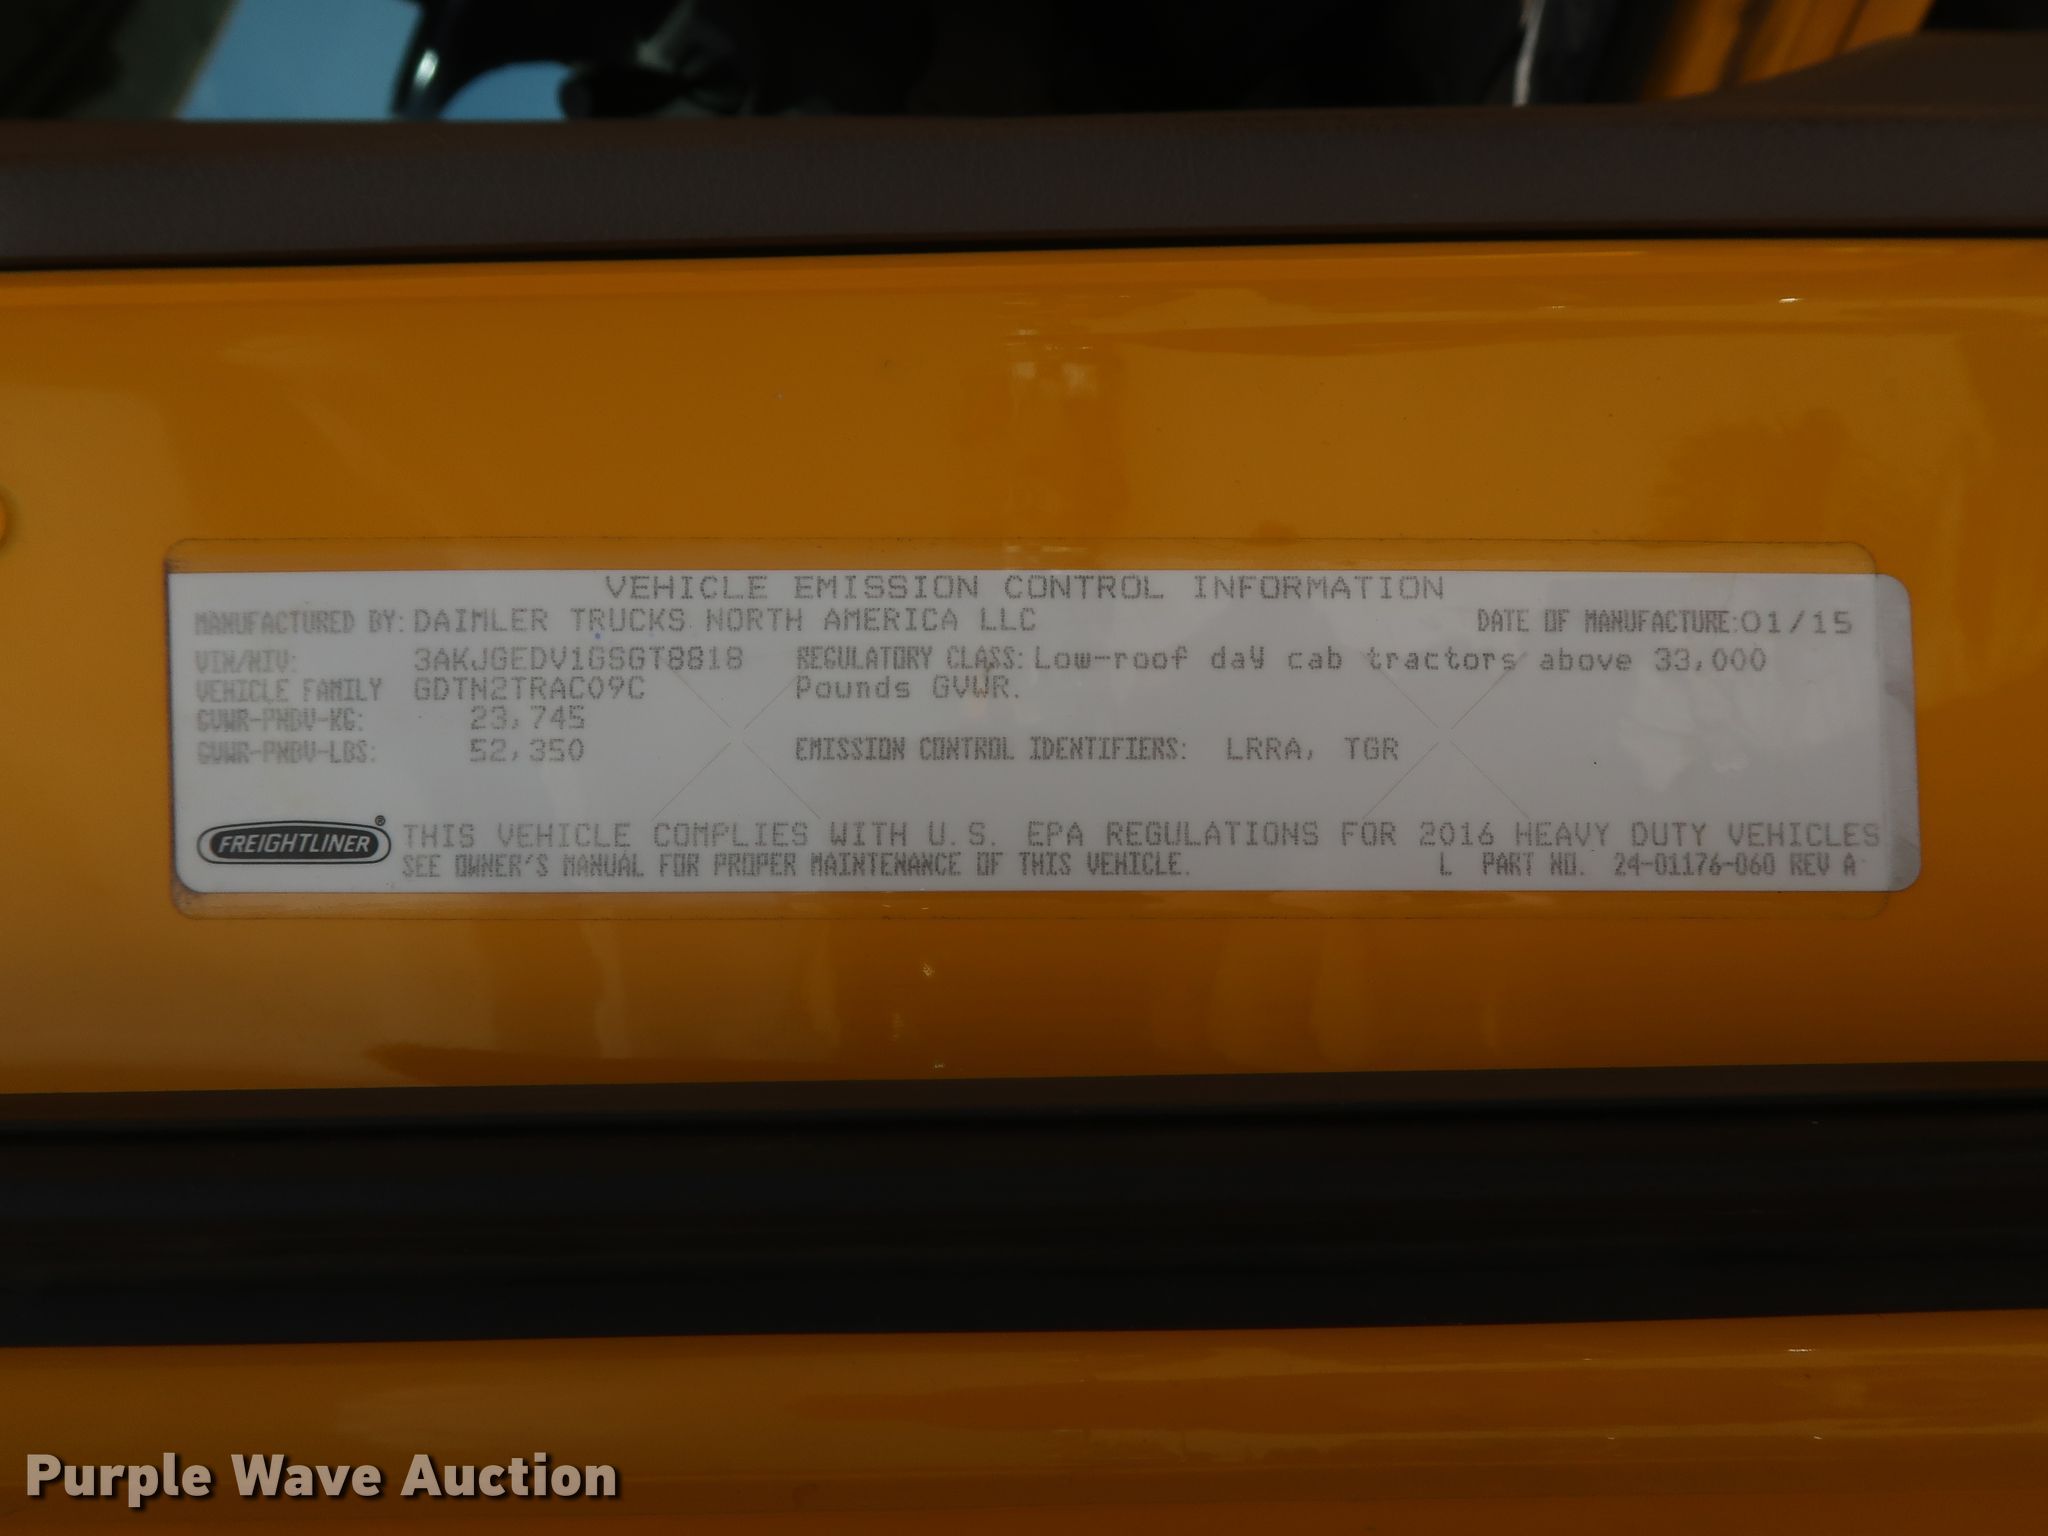 VEHICLE EMISSION CONTROL INFORMATION
MANUFACTURED BY: DAIMLER TRUCKS NORTH AMERICA LLC DATE OF MANUFACTURE: 01/15
VIN/NIV: 3AKJGEDV1GSGT8818 REGULATORY CLASS: Low-roof day cab tractors above 33,000
VEHICLE FAMILY GDTN2TRAC09C Pounds GVWR.
GVWR-PNBV-KG: 23,745
GVWR-PNBV-LBS: 52,350 EMISSION CONTROL IDENTIFIERS: LRRA, TGR
FREIGHTLINER® THIS VEHICLE COMPLIES WITH U.S. EPA REGULATIONS FOR 2016 HEAVY DUTY VEHICLES
SEE OWNER'S MANUAL FOR PROPER MAINTENANCE OF THIS VEHICLE. L PART NO. 24-01176-060 REV A
Purple Wave Auction